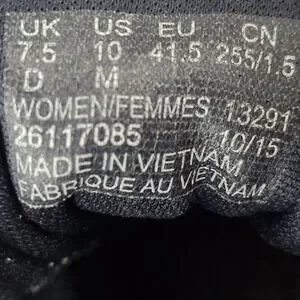 UK US EU CN
7.5 10 41.5 255/1.5
D M
WOMEN/FEMMES 13291
26117085 10/15
MADE IN VIETNAM
FABRIQUE AU VIETNAM